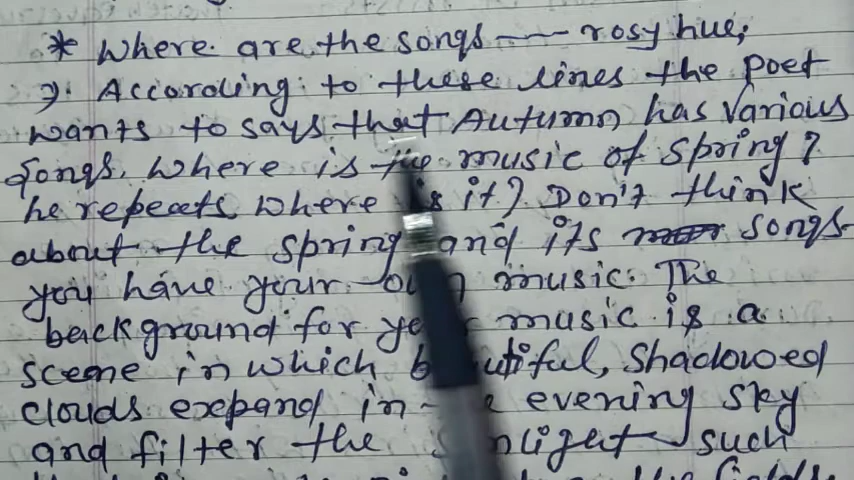 * Where are the songs —— rosy hue;
⇒. According to these lines the poet
wants to says that Autumn has various
songs. where is the music of spring?
he repeats where is it? Don't think
about the spring and its songs.
you have your own music. The
background for your music is a
scene in which beautiful, shadowed
clouds expand in evening sky
and filter the sunlight such
the fields